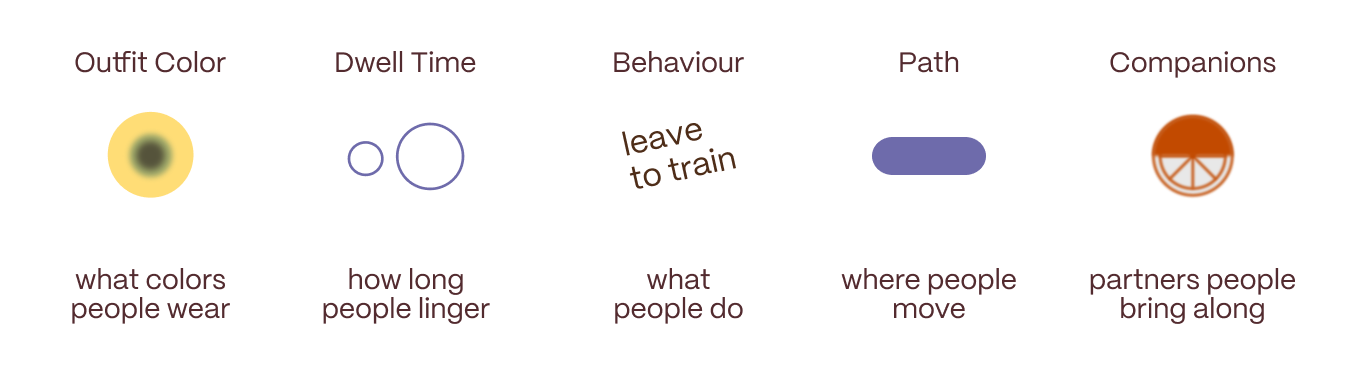 Outfit Color
Dwell Time
Behaviour
Path
Companions
leave
to train
what colors
people wear
how long
people linger
what
people do
where people
move
partners people
bring along